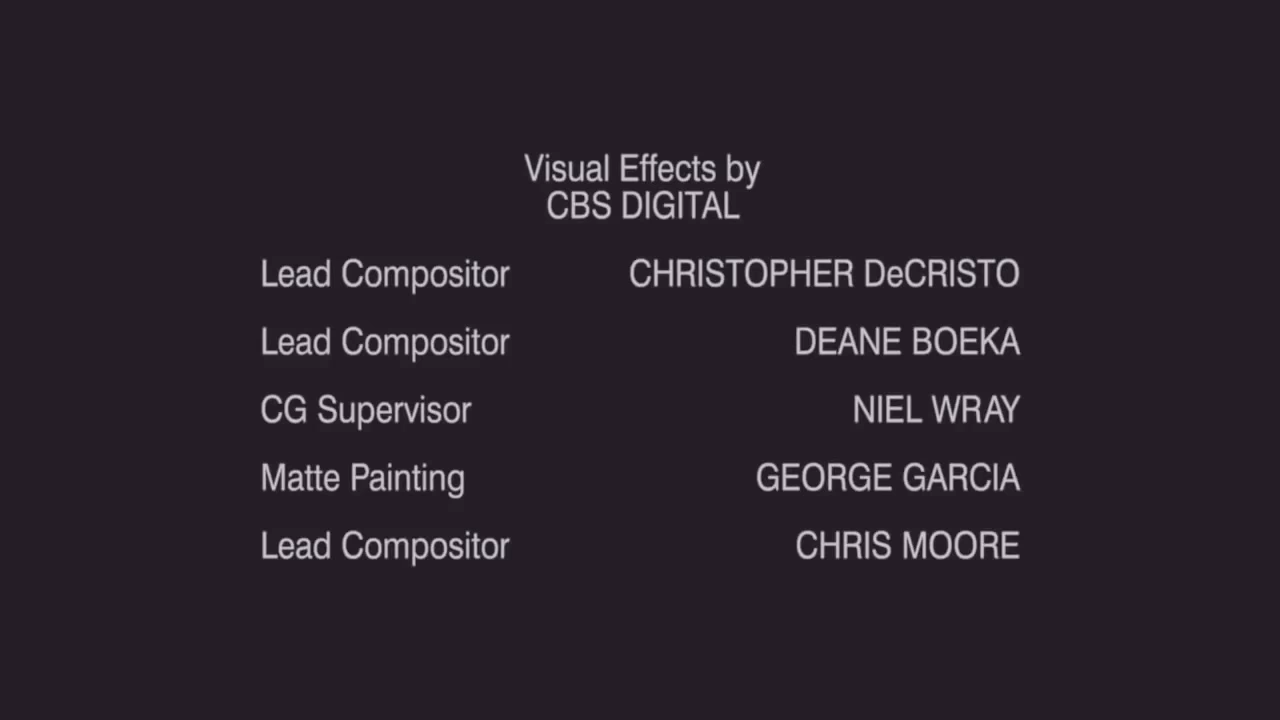 Visual Effects by
CBS DIGITAL
Lead Compositor CHRISTOPHER DeCRISTO
Lead Compositor DEANE BOEKA
CG Supervisor NIEL WRAY
Matte Painting GEORGE GARCIA
Lead Compositor CHRIS MOORE